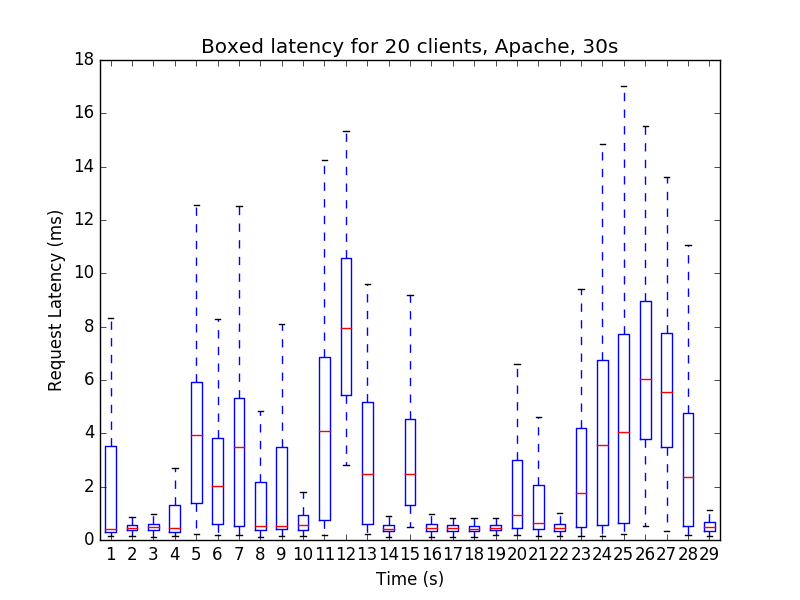 Boxed latency for 20 clients, Apache, 30s
18
16
14
12
10
8
6
4
2
0
Request Latency (ms)
1 2 3 4 5 6 7 8 9 10 11 12 13 14 15 16 17 18 19 20 21 22 23 24 25 26 27 28 29
Time (s)